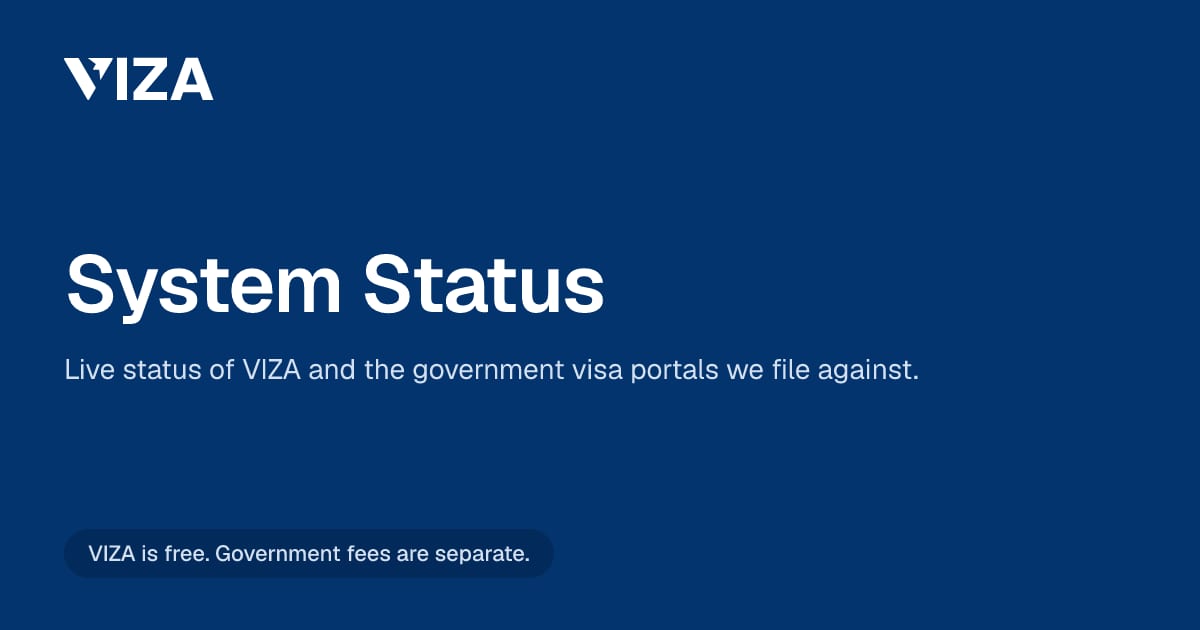 VIZA
System Status
Live status of VIZA and the government visa portals we file against.
VIZA is free. Government fees are separate.